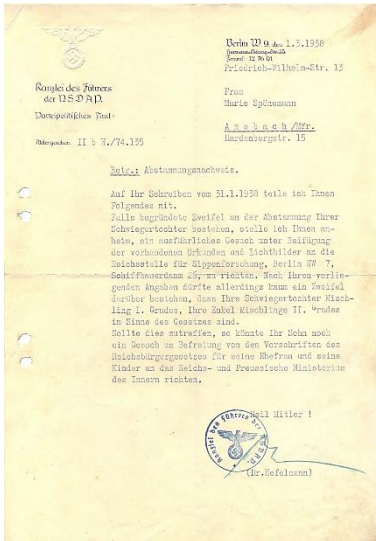 Berlin W 9, den 1.3.1938
Hermann-Göring-Str.
Friedrich-Wilhelm-Str. 13
Kanzlei des Führers
der NSDAP.
Parteipolitisches Amt
Aktenzeichen: II b K./74.135
Frau
Marie Spönemann
Ansbach/Mfr.
Hardenbergstr. 15
Betr.: Abstammungsnachweis.
Auf Ihr Schreiben vom 31.1.1938 teile ich Ihnen
Folgendes mit.
Falls begründete Zweifel an der Abstammung Ihrer
Schwiegertochter bestehen, stelle ich Ihnen an-
heim, ein ausführliches Gesuch unter Beifügung
der vorhandenen Urkunden und Lichtbilder an die
Reichsstelle für Sippenforschung, Berlin NW 7,
Schiffbauerdamm 26, zu richten. Nach Ihren vorlie-
genden Angaben dürfte allerdings kaum ein Zweifel
darüber bestehen, dass Ihre Schwiegertochter Misch-
ling I. Grades, Ihre Enkel Mischlinge II. Grades
in Sinne des Gesetzes sind.
Sollte dies zutreffen, so könnte Ihr Sohn noch
ein Gesuch um Befreiung von den Vorschriften des
Reichsbürgergesetzes für seine Ehefrau und seine
Kinder an das Reichs- und Preussische Ministerium
des Innern richten.
Heil Hitler !
Kanzlei des Führers der N.S.D.A.P.
(Dr.Hefelmann)